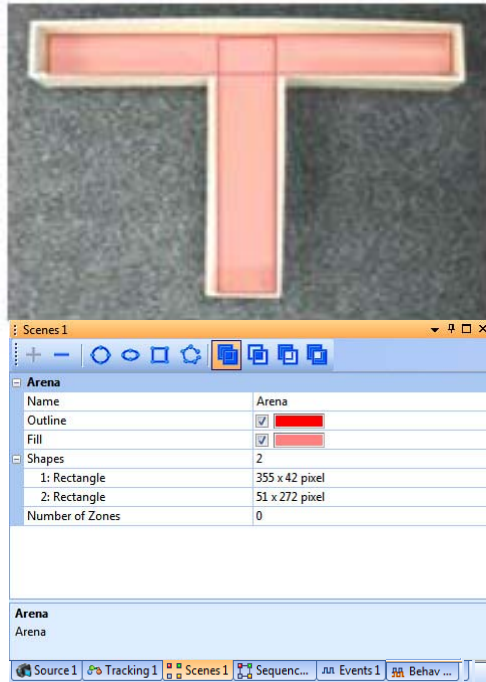 Scenes 1
Arena
Name Arena
Outline
Fill
Shapes 2
1: Rectangle 355 x 42 pixel
2: Rectangle 51 x 272 pixel
Number of Zones 0
Arena
Arena
Source 1 Tracking 1 Scenes 1 Sequenc... Events 1 Behav ...